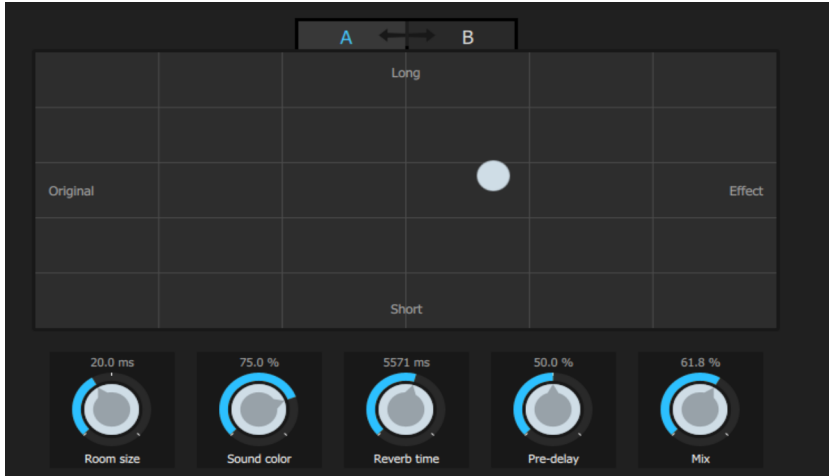 A B
Long
Original Effect
Short
20.0 ms 75.0 % 5571 ms 50.0 % 61.8 %
Room size Sound color Reverb time Pre-delay Mix